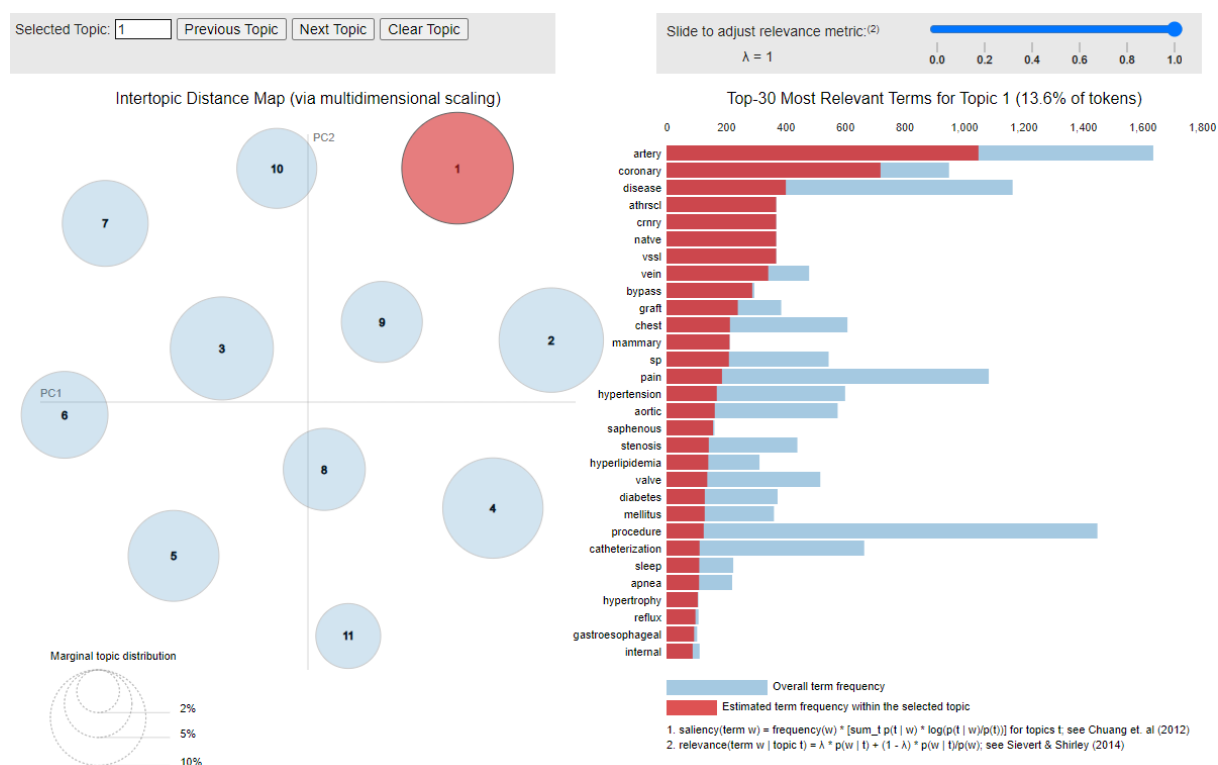 Selected Topic: 1 Previous Topic Next Topic Clear Topic
Slide to adjust relevance metric:(2)
λ = 1
0.0 0.2 0.4 0.6 0.8 1.0
Intertopic Distance Map (via multidimensional scaling)
PC2
PC1
10
1
7
9
2
3
6
8
4
5
11
Marginal topic distribution
2%
5%
10%
Top-30 Most Relevant Terms for Topic 1 (13.6% of tokens)
0 200 400 600 800 1,000 1,200 1,400 1,600 1,800
artery
coronary
disease
athrscl
crnry
natve
vssl
vein
bypass
graft
chest
mammary
sp
pain
hypertension
aortic
saphenous
stenosis
hyperlipidemia
valve
diabetes
mellitus
procedure
catheterization
sleep
apnea
hypertrophy
reflux
gastroesophageal
internal
Overall term frequency
Estimated term frequency within the selected topic
1. saliency(term w) = frequency(w) * [sum_t p(t | w) * log(p(t | w)/p(t))] for topics t; see Chuang et. al (2012)
2. relevance(term w | topic t) = λ * p(w | t) + (1 - λ) * p(w | t)/p(w); see Sievert & Shirley (2014)